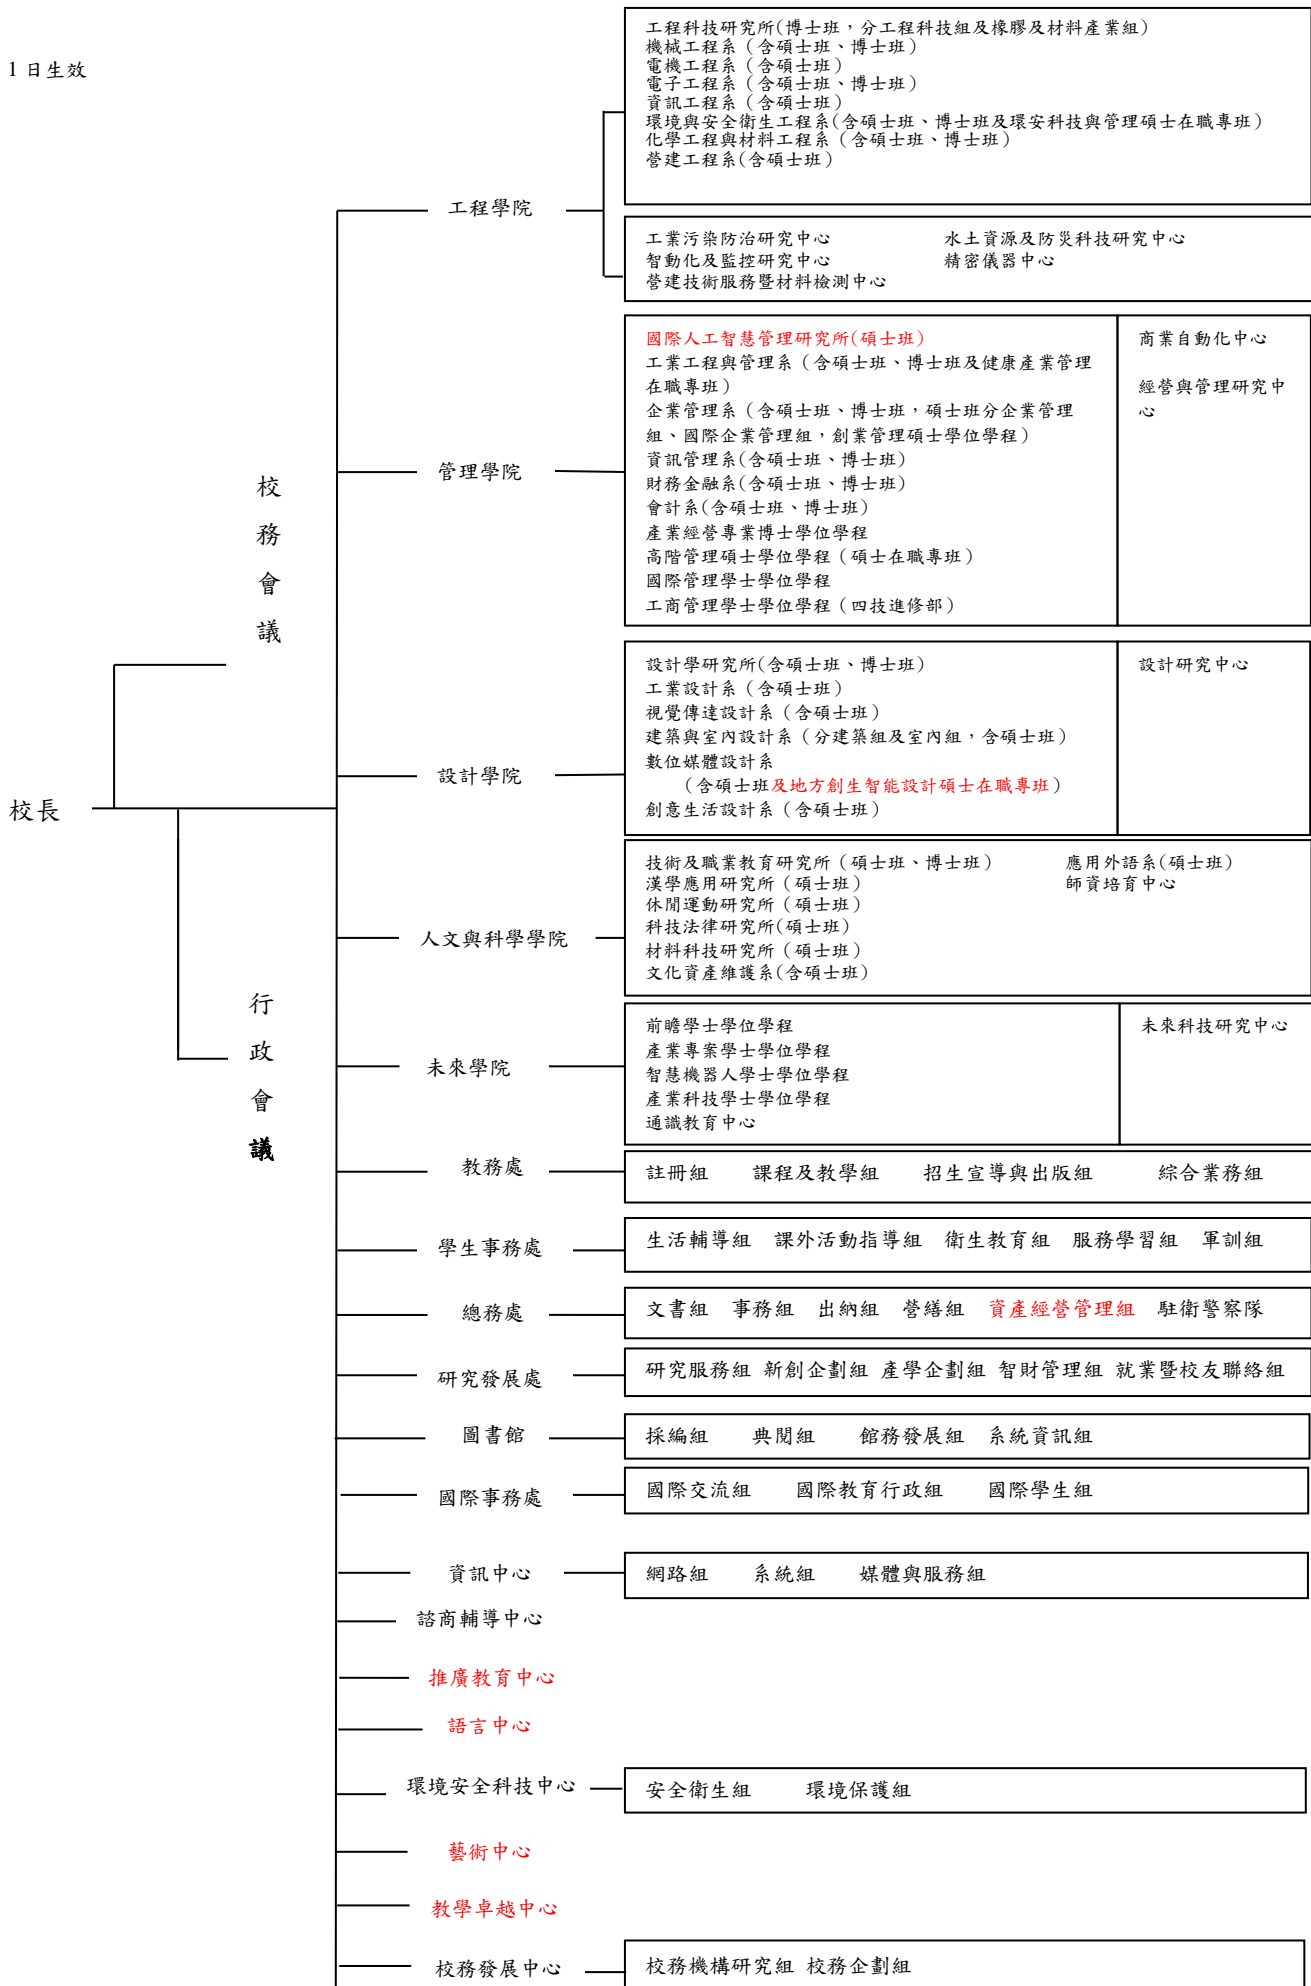 1 日生效
校長
校務會議
行政會議
工程學院
工程科技研究所(博士班，分工程科技組及橡膠及材料產業組)
機械工程系（含碩士班、博士班）
電機工程系（含碩士班）
電子工程系（含碩士班、博士班）
資訊工程系（含碩士班）
環境與安全衛生工程系(含碩士班、博士班及環安科技與管理碩士在職專班)
化學工程與材料工程系（含碩士班、博士班）
營建工程系(含碩士班)
工業污染防治研究中心 水土資源及防災科技研究中心
智動化及監控研究中心 精密儀器中心
營建技術服務暨材料檢測中心
管理學院
國際人工智慧管理研究所(碩士班)
工業工程與管理系（含碩士班、博士班及健康產業管理
在職專班）
企業管理系（含碩士班、博士班，碩士班分企業管理
組、國際企業管理組，創業管理碩士學位學程）
資訊管理系(含碩士班、博士班)
財務金融系(含碩士班、博士班)
會計系(含碩士班、博士班)
產業經營專業博士學位學程
高階管理碩士學位學程（碩士在職專班）
國際管理學士學位學程
工商管理學士學位學程（四技進修部）
商業自動化中心
經營與管理研究中
心
設計學院
設計學研究所(含碩士班、博士班)
工業設計系（含碩士班）
視覺傳達設計系（含碩士班）
建築與室內設計系（分建築組及室內組，含碩士班）
數位媒體設計系
（含碩士班及地方創生智能設計碩士在職專班）
創意生活設計系（含碩士班）
設計研究中心
人文與科學學院
技術及職業教育研究所（碩士班、博士班） 應用外語系(碩士班)
漢學應用研究所（碩士班） 師資培育中心
休閒運動研究所（碩士班）
科技法律研究所(碩士班)
材料科技研究所（碩士班）
文化資產維護系(含碩士班)
未來學院
前瞻學士學位學程
產業專案學士學位學程
智慧機器人學士學位學程
產業科技學士學位學程
通識教育中心
未來科技研究中心
教務處
註冊組 課程及教學組 招生宣導與出版組 綜合業務組
學生事務處
生活輔導組 課外活動指導組 衛生教育組 服務學習組 軍訓組
總務處
文書組 事務組 出納組 營繕組 資產經營管理組 駐衛警察隊
研究發展處
研究服務組 新創企劃組 產學企劃組 智財管理組 就業暨校友聯絡組
圖書館
採編組 典閱組 館務發展組 系統資訊組
國際事務處
國際交流組 國際教育行政組 國際學生組
資訊中心
網路組 系統組 媒體與服務組
諮商輔導中心
推廣教育中心
語言中心
環境安全科技中心
安全衛生組 環境保護組
藝術中心
教學卓越中心
校務發展中心
校務機構研究組 校務企劃組